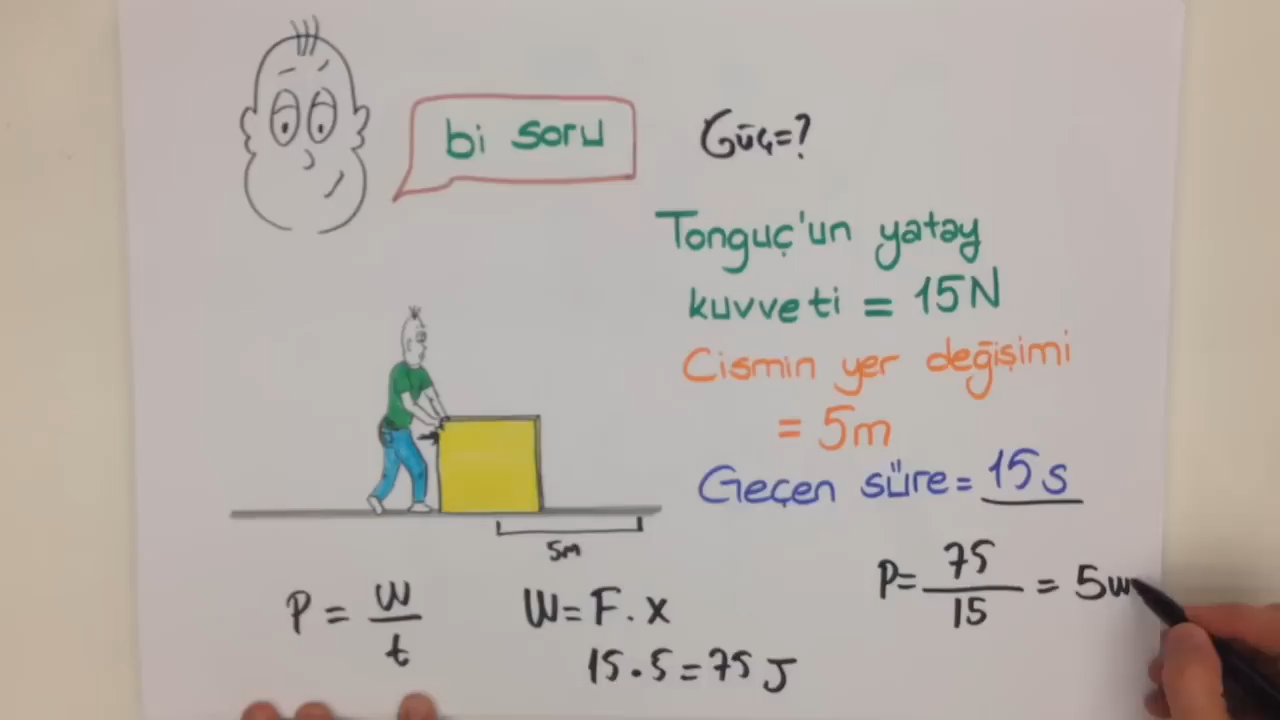 bi soru
Güç=?
Tonguç'un yatay
kuvveti = 15N
Cismin yer değişimi
= 5m
Geçen süre = 15s
5m
P = W/t
W = F . x
15 . 5 = 75 J
P = 75/15 = 5w